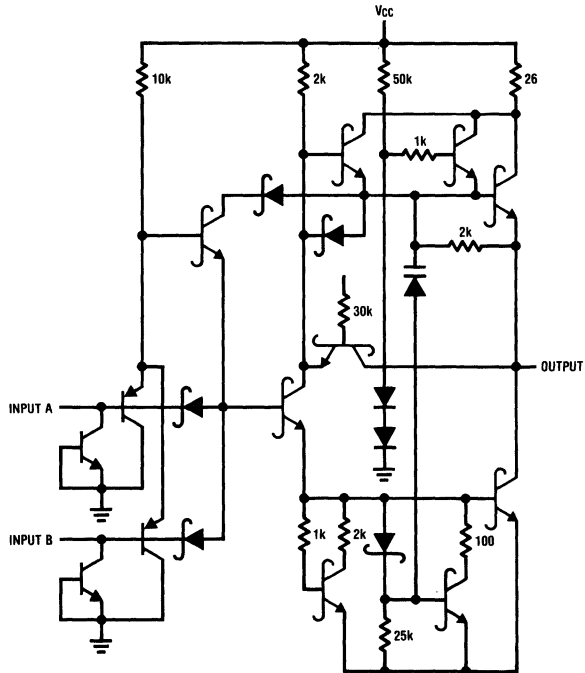 VCC
10k
2k
50k
26
1k
2k
30k
OUTPUT
INPUT A
INPUT B
1k
2k
100
25k